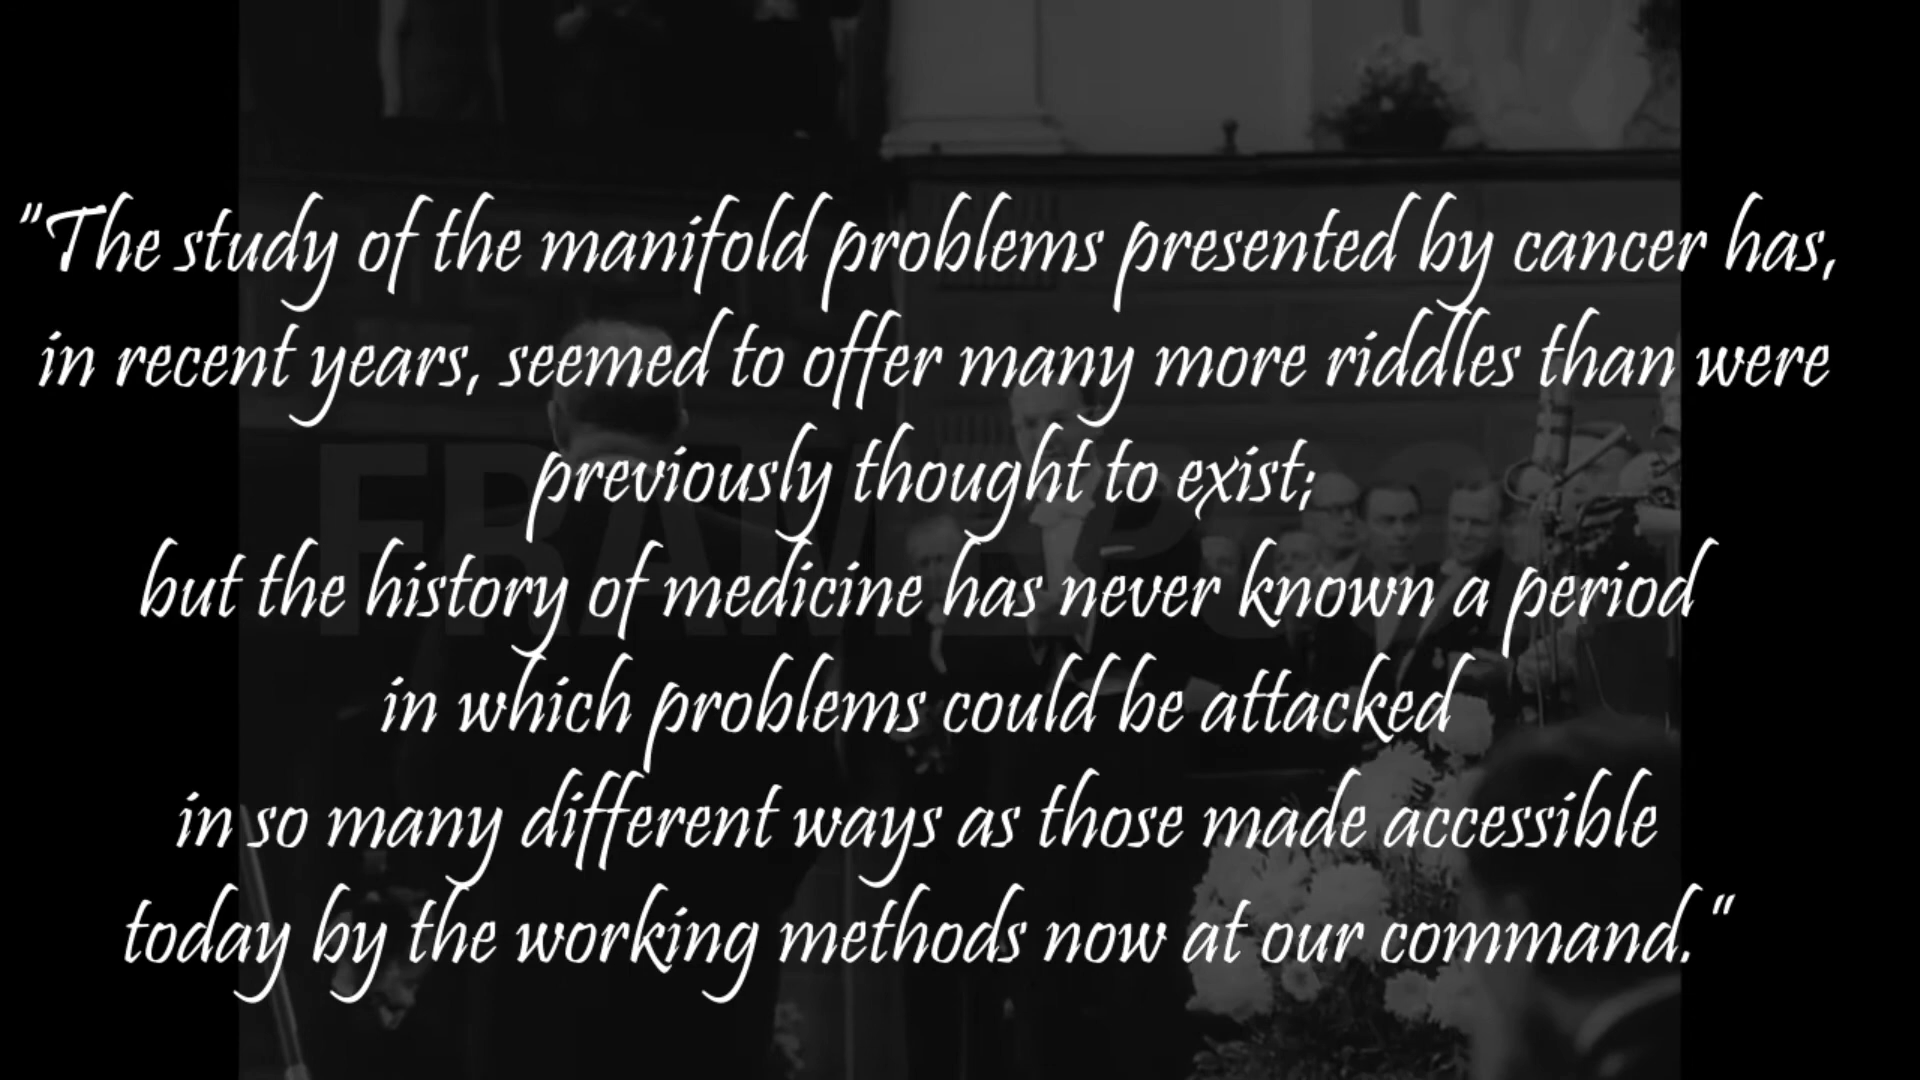 "The study of the manifold problems presented by cancer has,
in recent years, seemed to offer many more riddles than were
previously thought to exist;
but the history of medicine has never known a period
in which problems could be attacked
in so many different ways as those made accessible
today by the working methods now at our command."
FRAMEPOO